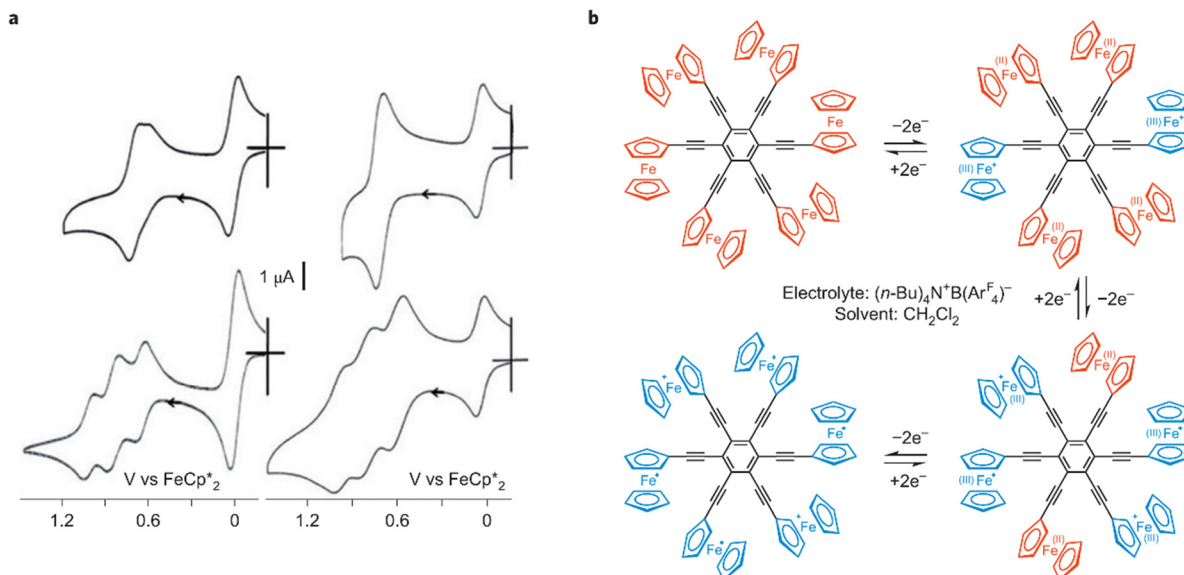 a
1 μA
V vs FeCp*₂
V vs FeCp*₂
1.2 0.6 0 1.2 0.6 0
b
Fe
Fe
Fe
Fe
Fe
Fe
−2e⁻
+2e⁻
(II)
Fe
Fe(II)
(III)Fe⁺
(III)Fe⁺
Fe(II)
(II)
Fe
Electrolyte: (n-Bu)₄N⁺B(Arᶠ₄)⁻
Solvent: CH₂Cl₂
+2e⁻
−2e⁻
⁺Fe
Fe⁺
Fe⁺
Fe⁺
Fe⁺
Fe⁺
−2e⁻
+2e⁻
⁺Fe
(III)
Fe(II)
(III)Fe⁺
(III)Fe⁺
Fe(II)
⁺Fe
(III)